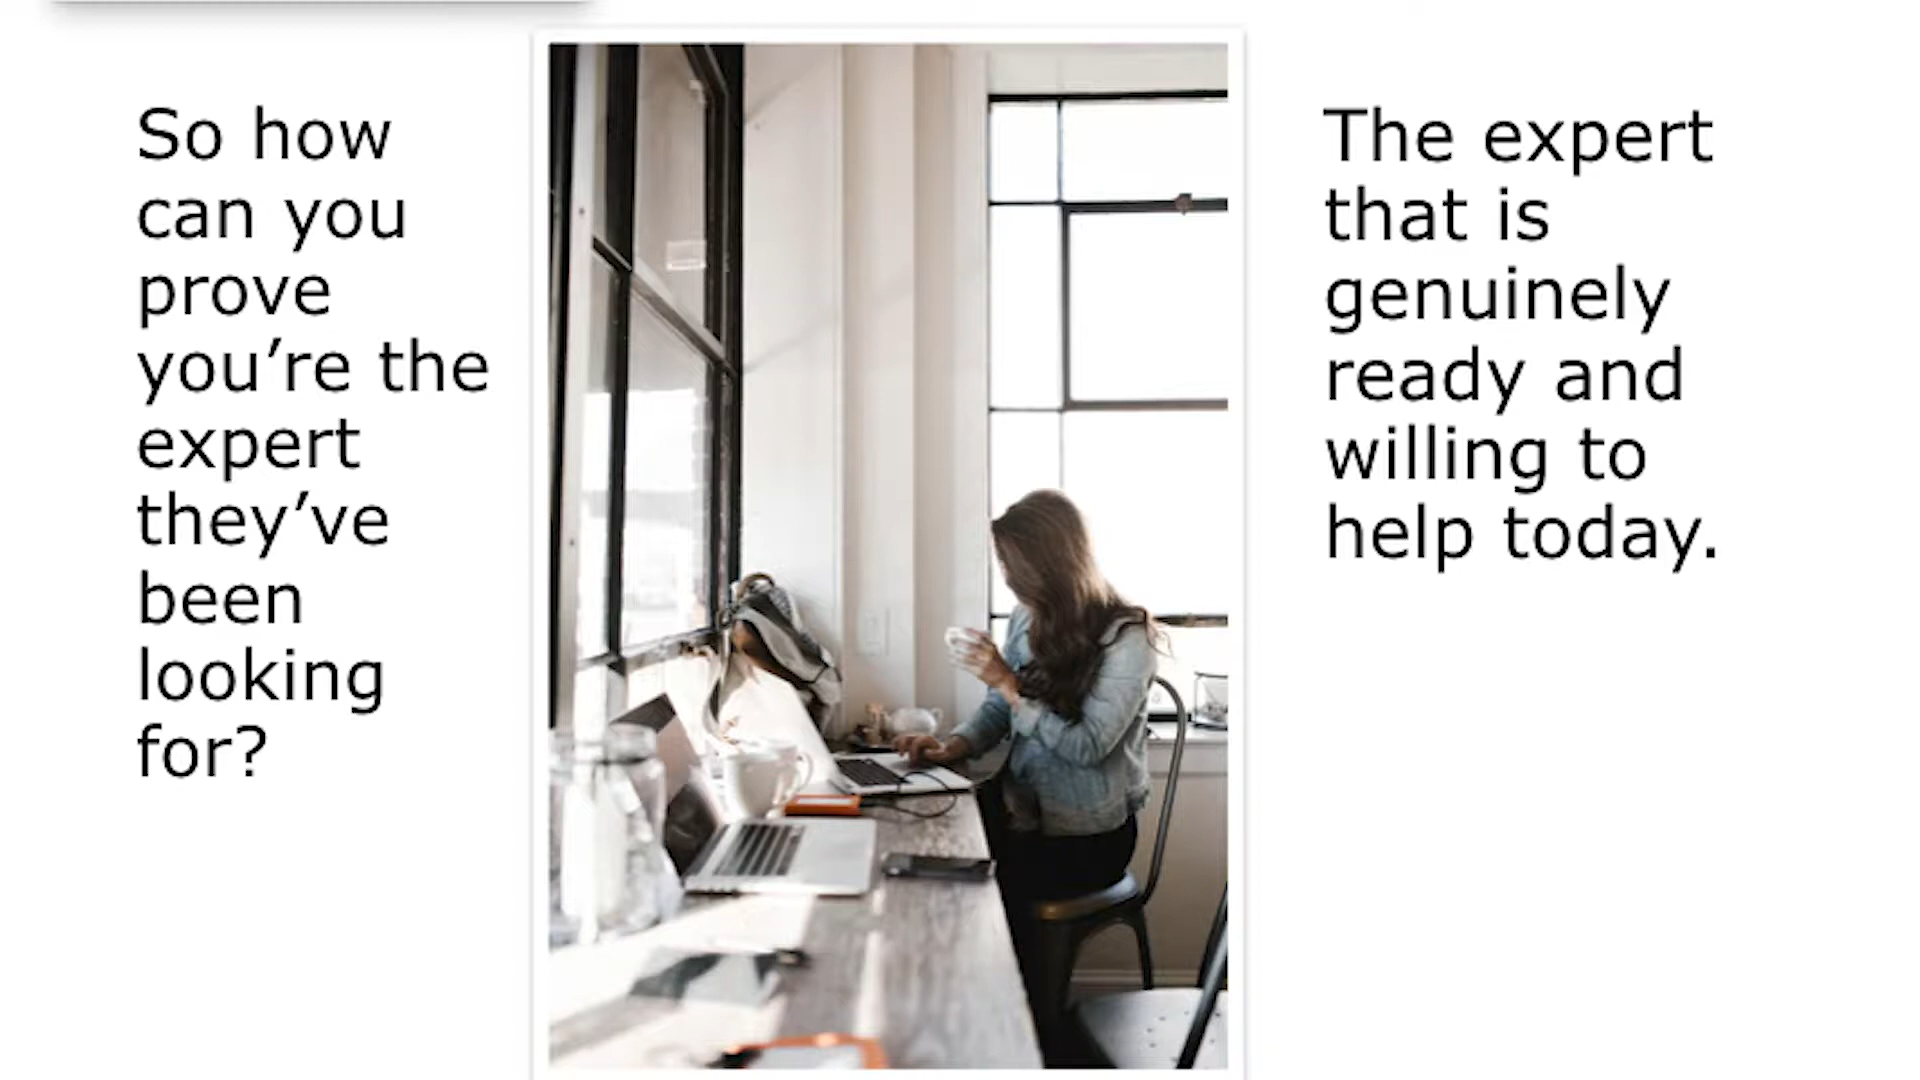 So how
can you
prove
you’re the
expert
they’ve
been
looking
for?
The expert
that is
genuinely
ready and
willing to
help today.